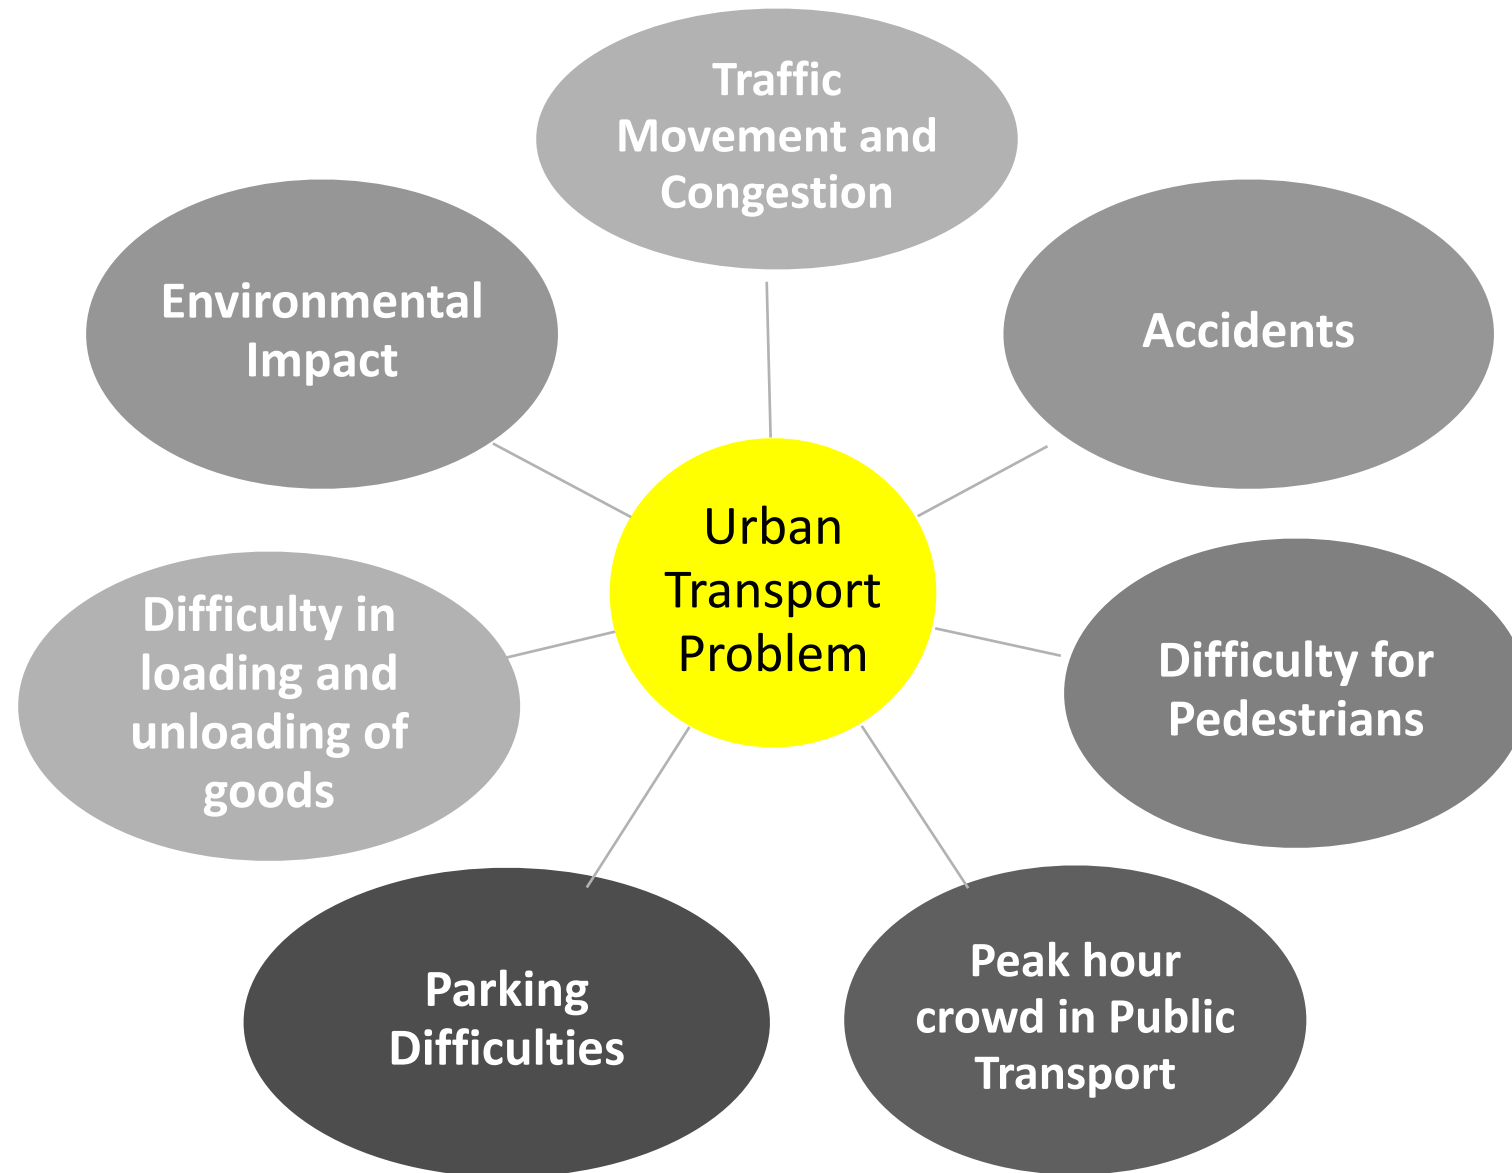 Traffic
Movement and
Congestion
Accidents
Difficulty for
Pedestrians
Peak hour
crowd in Public
Transport
Parking
Difficulties
Difficulty in
loading and
unloading of
goods
Environmental
Impact
Urban
Transport
Problem